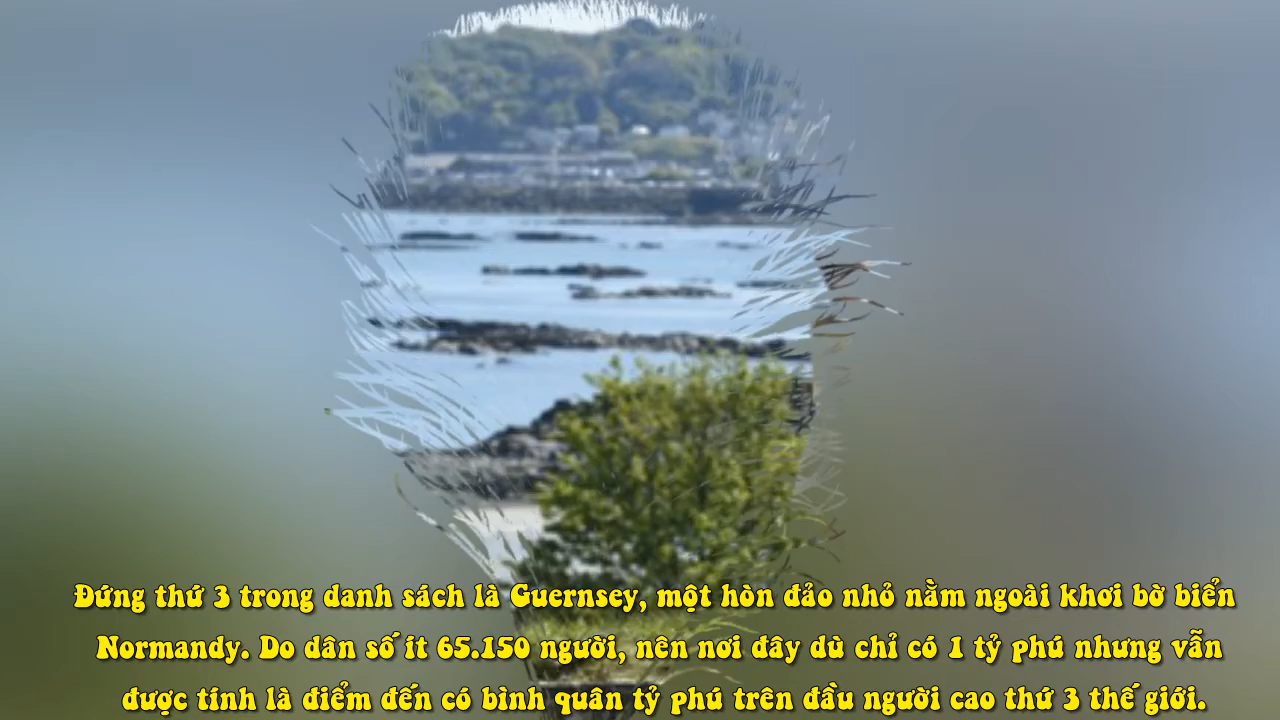 Đứng thứ 3 trong danh sách là Guernsey, một hòn đảo nhỏ nằm ngoài khơi bờ biển
Normandy. Do dân số ít 65.150 người, nên nơi đây dù chỉ có 1 tỷ phú nhưng vẫn
được tính là điểm đến có bình quân tỷ phú trên đầu người cao thứ 3 thế giới.